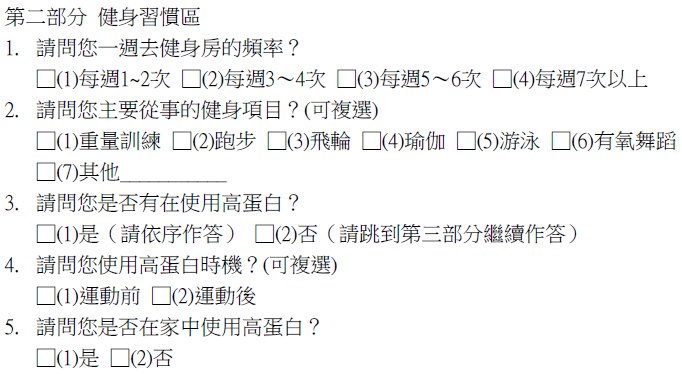 第二部分 健身習慣區
1. 請問您一週去健身房的頻率？
□(1)每週1~2次 □(2)每週3～4次 □(3)每週5～6次 □(4)每週7次以上
2. 請問您主要從事的健身項目？(可複選)
□(1)重量訓練 □(2)跑步 □(3)飛輪 □(4)瑜伽 □(5)游泳 □(6)有氧舞蹈
□(7)其他___________
3. 請問您是否有在使用高蛋白？
□(1)是（請依序作答） □(2)否（請跳到第三部分繼續作答）
4. 請問您使用高蛋白時機？(可複選)
□(1)運動前 □(2)運動後
5. 請問您是否在家中使用高蛋白？
□(1)是 □(2)否